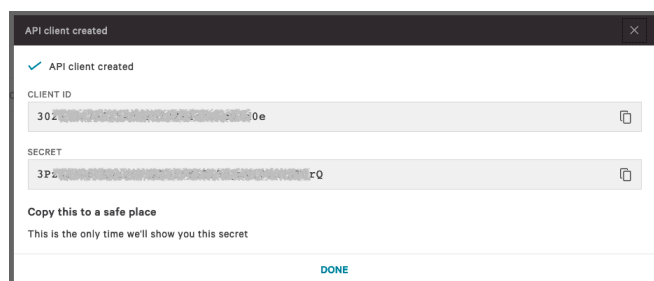 API client created
API client created
CLIENT ID
SECRET
Copy this to a safe place
This is the only time we'll show you this secret
DONE